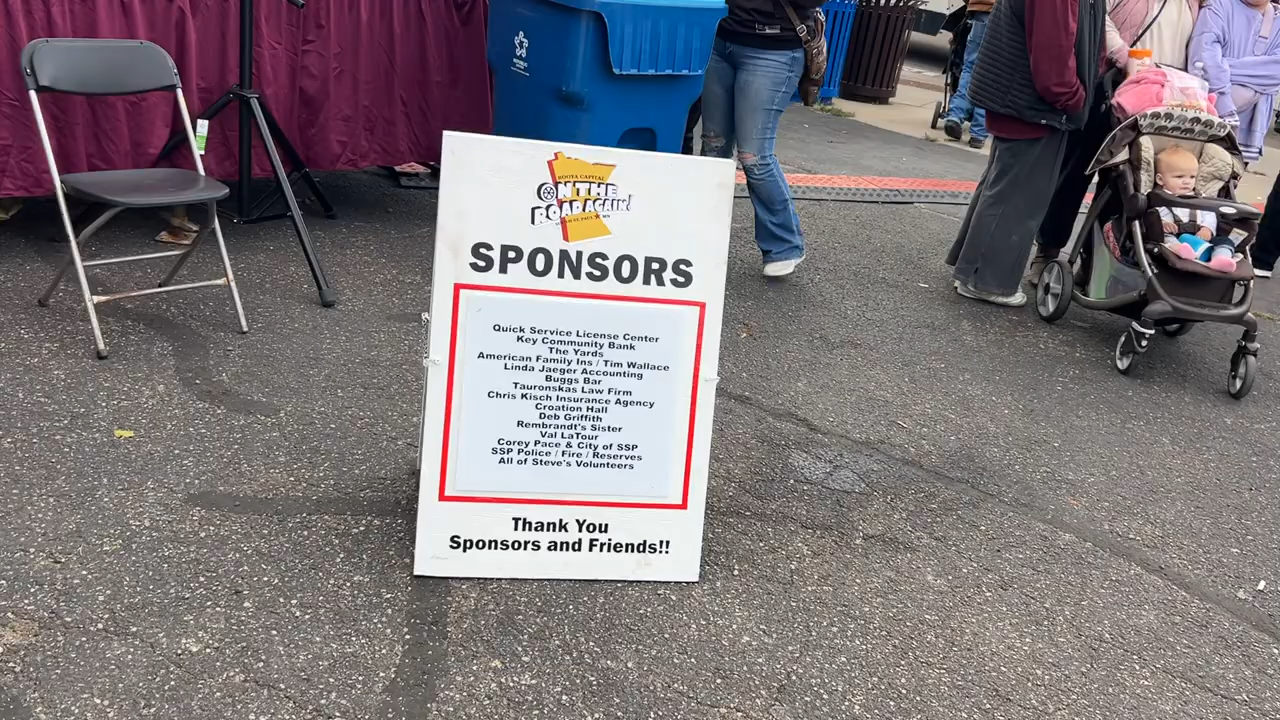 BOOYA CAPITAL
ON THE
ROAD AGAIN!
SPONSORS
Quick Service License Center
Key Community Bank
The Yards
American Family Ins / Tim Wallace
Linda Jaeger Accounting
Buggs Bar
Tauronskas Law Firm
Chris Kisch Insurance Agency
Croation Hall
Deb Griffith
Rembrandt's Sister
Val LaTour
Corey Pace & City of SSP
SSP Police / Fire / Reserves
All of Steve's Volunteers
Thank You
Sponsors and Friends!!